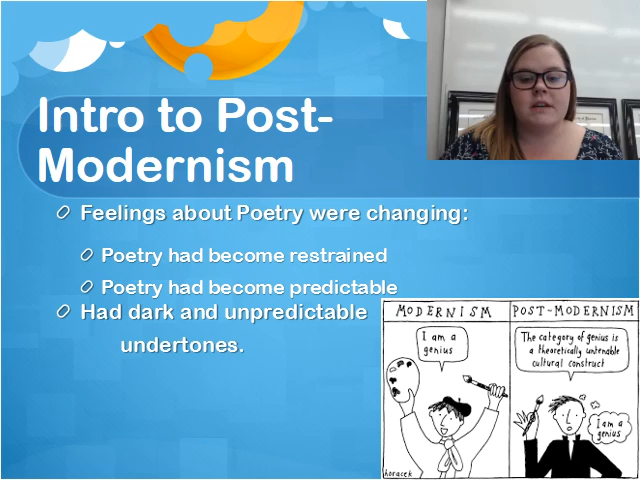 Intro to Post-
Modernism
Feelings about Poetry were changing:
Poetry had become restrained
Poetry had become predictable
Had dark and unpredictable
undertones.
MODERNISM
I am a
genius
horacek
POST-MODERNISM
The category of genius is
a theoretically untenable
cultural construct
I am a
genius